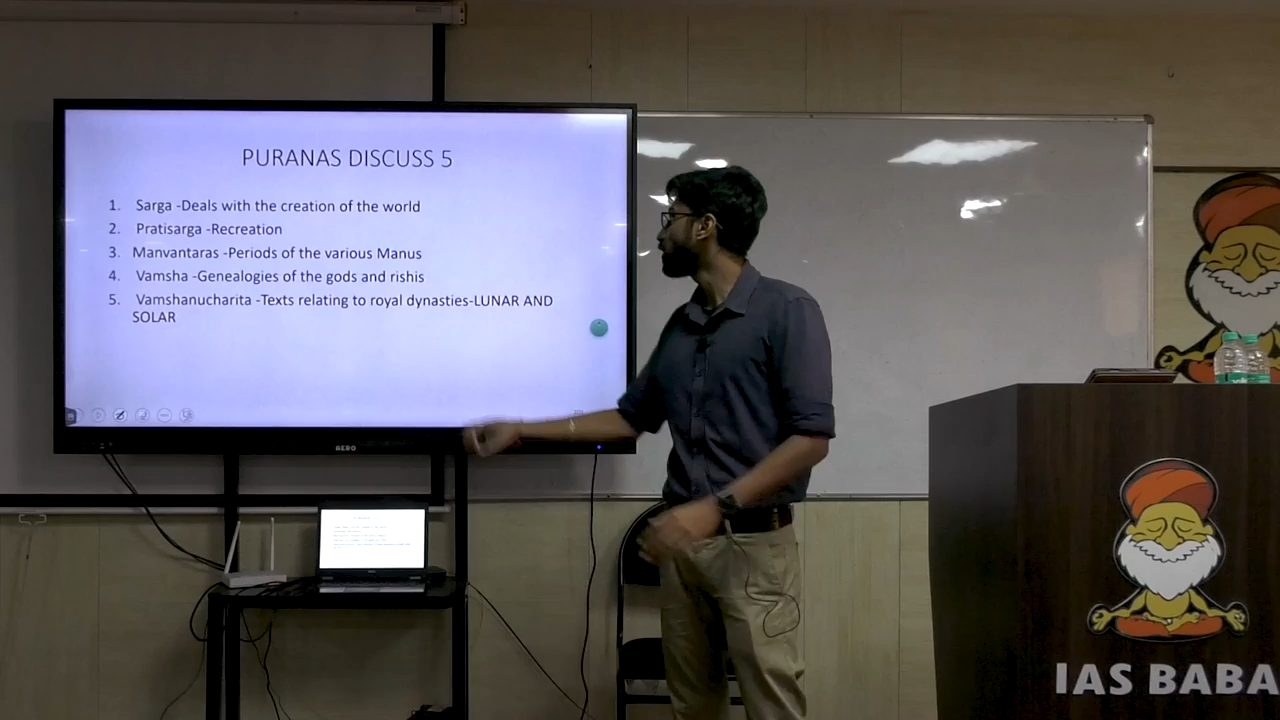 PURANAS DISCUSS 5
1. Sarga -Deals with the creation of the world
2. Pratisarga -Recreation
3. Manvantaras -Periods of the various Manus
4. Vamsha -Genealogies of the gods and rishis
5. Vamshanucharita -Texts relating to royal dynasties-LUNAR AND
SOLAR
AERO
IAS BABA